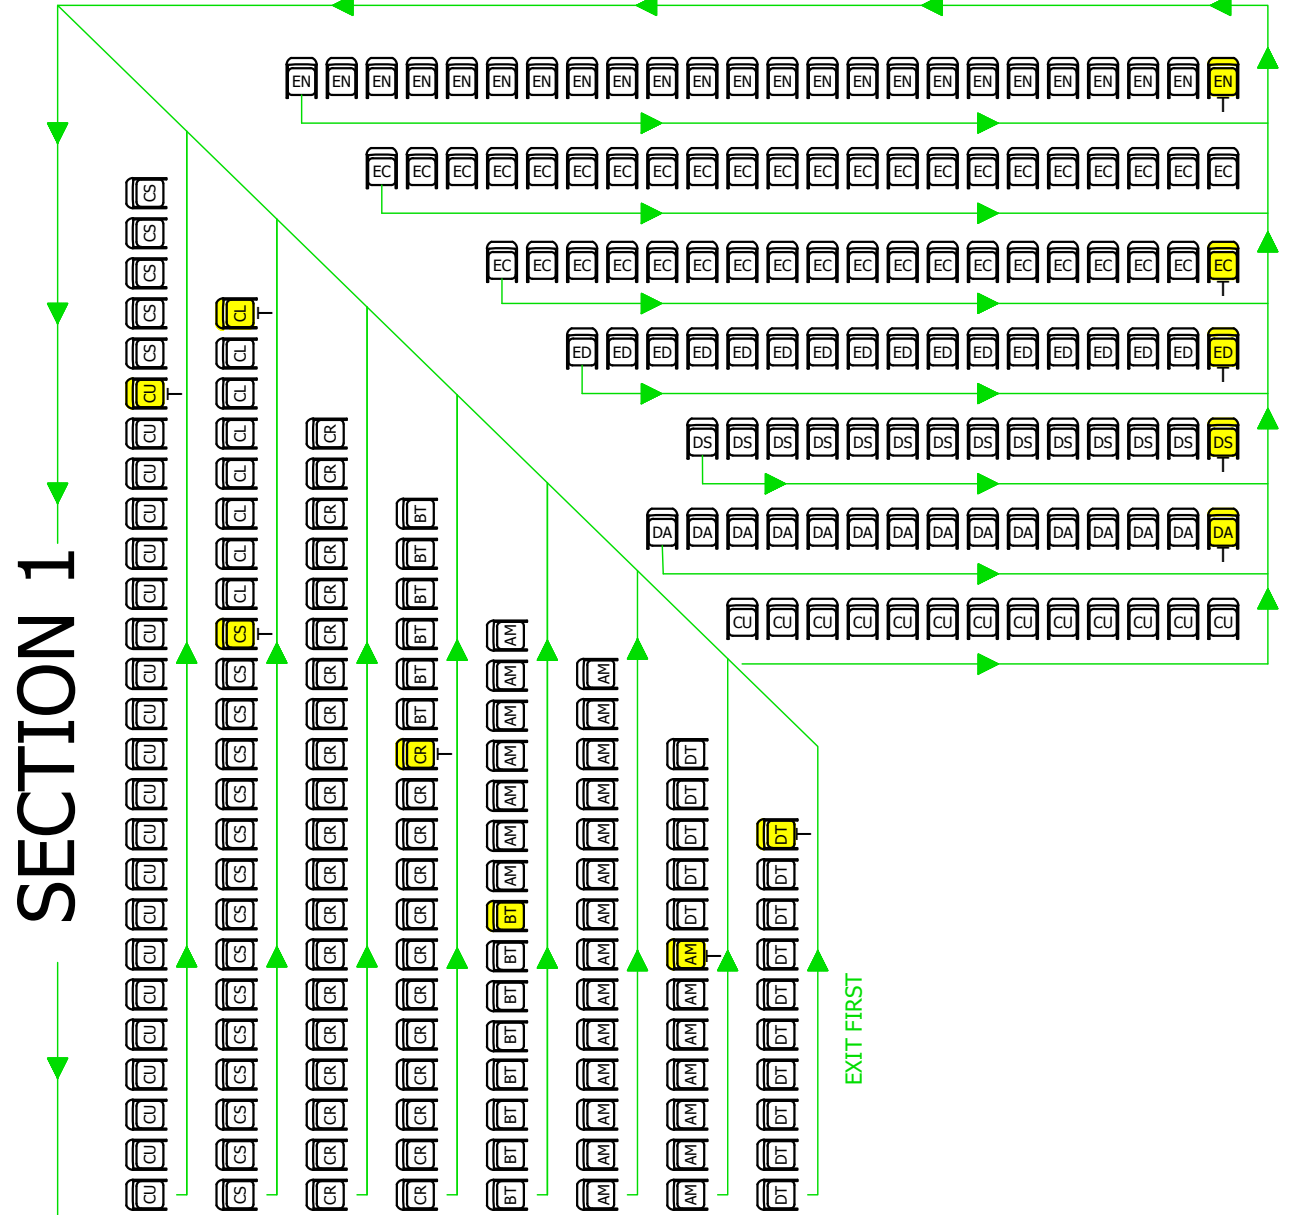 SECTION 1
EN EN EN EN EN EN EN EN EN EN EN EN EN EN EN EN EN EN EN EN EN EN EN EN
EC EC EC EC EC EC EC EC EC EC EC EC EC EC EC EC EC EC EC EC EC EC
EC EC EC EC EC EC EC EC EC EC EC EC EC EC EC EC EC EC EC
ED ED ED ED ED ED ED ED ED ED ED ED ED ED ED ED ED
DS DS DS DS DS DS DS DS DS DS DS DS DS DS
DA DA DA DA DA DA DA DA DA DA DA DA DA DA DA
CU CU CU CU CU CU CU CU CU CU CU CU CU
CU CU CU CU CU CU CU CU CU CU CU CU CU CU CU CU CU CU CU CU CU CS CS CS CS CS
CS CS CS CS CS CS CS CS CS CS CS CS CS CS CS CL CL CL CL CL CL CL CL
CR CR CR CR CR CR CR CR CR CR CR CR CR CR CR CR CR CR CR CR
CR CR CR CR CR CR CR CR CR CR CR CR BT BT BT BT BT BT
BT BT BT BT BT BT BT BT AM AM AM AM AM AM AM
AM AM AM AM AM AM AM AM AM AM AM AM AM AM
AM AM AM AM AM AM AM DT DT DT DT DT
DT DT DT DT DT DT DT DT DT DT
EXIT FIRST